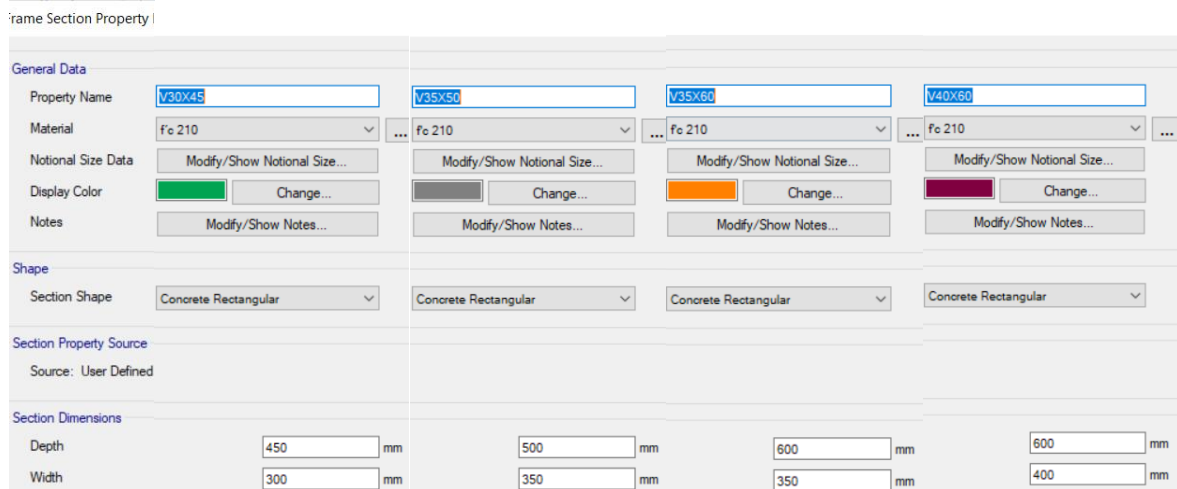 Frame Section Property
General Data
Property Name V30X45 V35X50 V35X60 V40X60
Material f'c 210 ... f'c 210 ... f'c 210 ... f'c 210 ...
Notional Size Data Modify/Show Notional Size... Modify/Show Notional Size... Modify/Show Notional Size... Modify/Show Notional Size...
Display Color Change... Change... Change... Change...
Notes Modify/Show Notes... Modify/Show Notes... Modify/Show Notes... Modify/Show Notes...
Shape
Section Shape Concrete Rectangular Concrete Rectangular Concrete Rectangular Concrete Rectangular
Section Property Source
Source: User Defined
Section Dimensions
Depth 450 mm 500 mm 600 mm 600 mm
Width 300 mm 350 mm 350 mm 400 mm